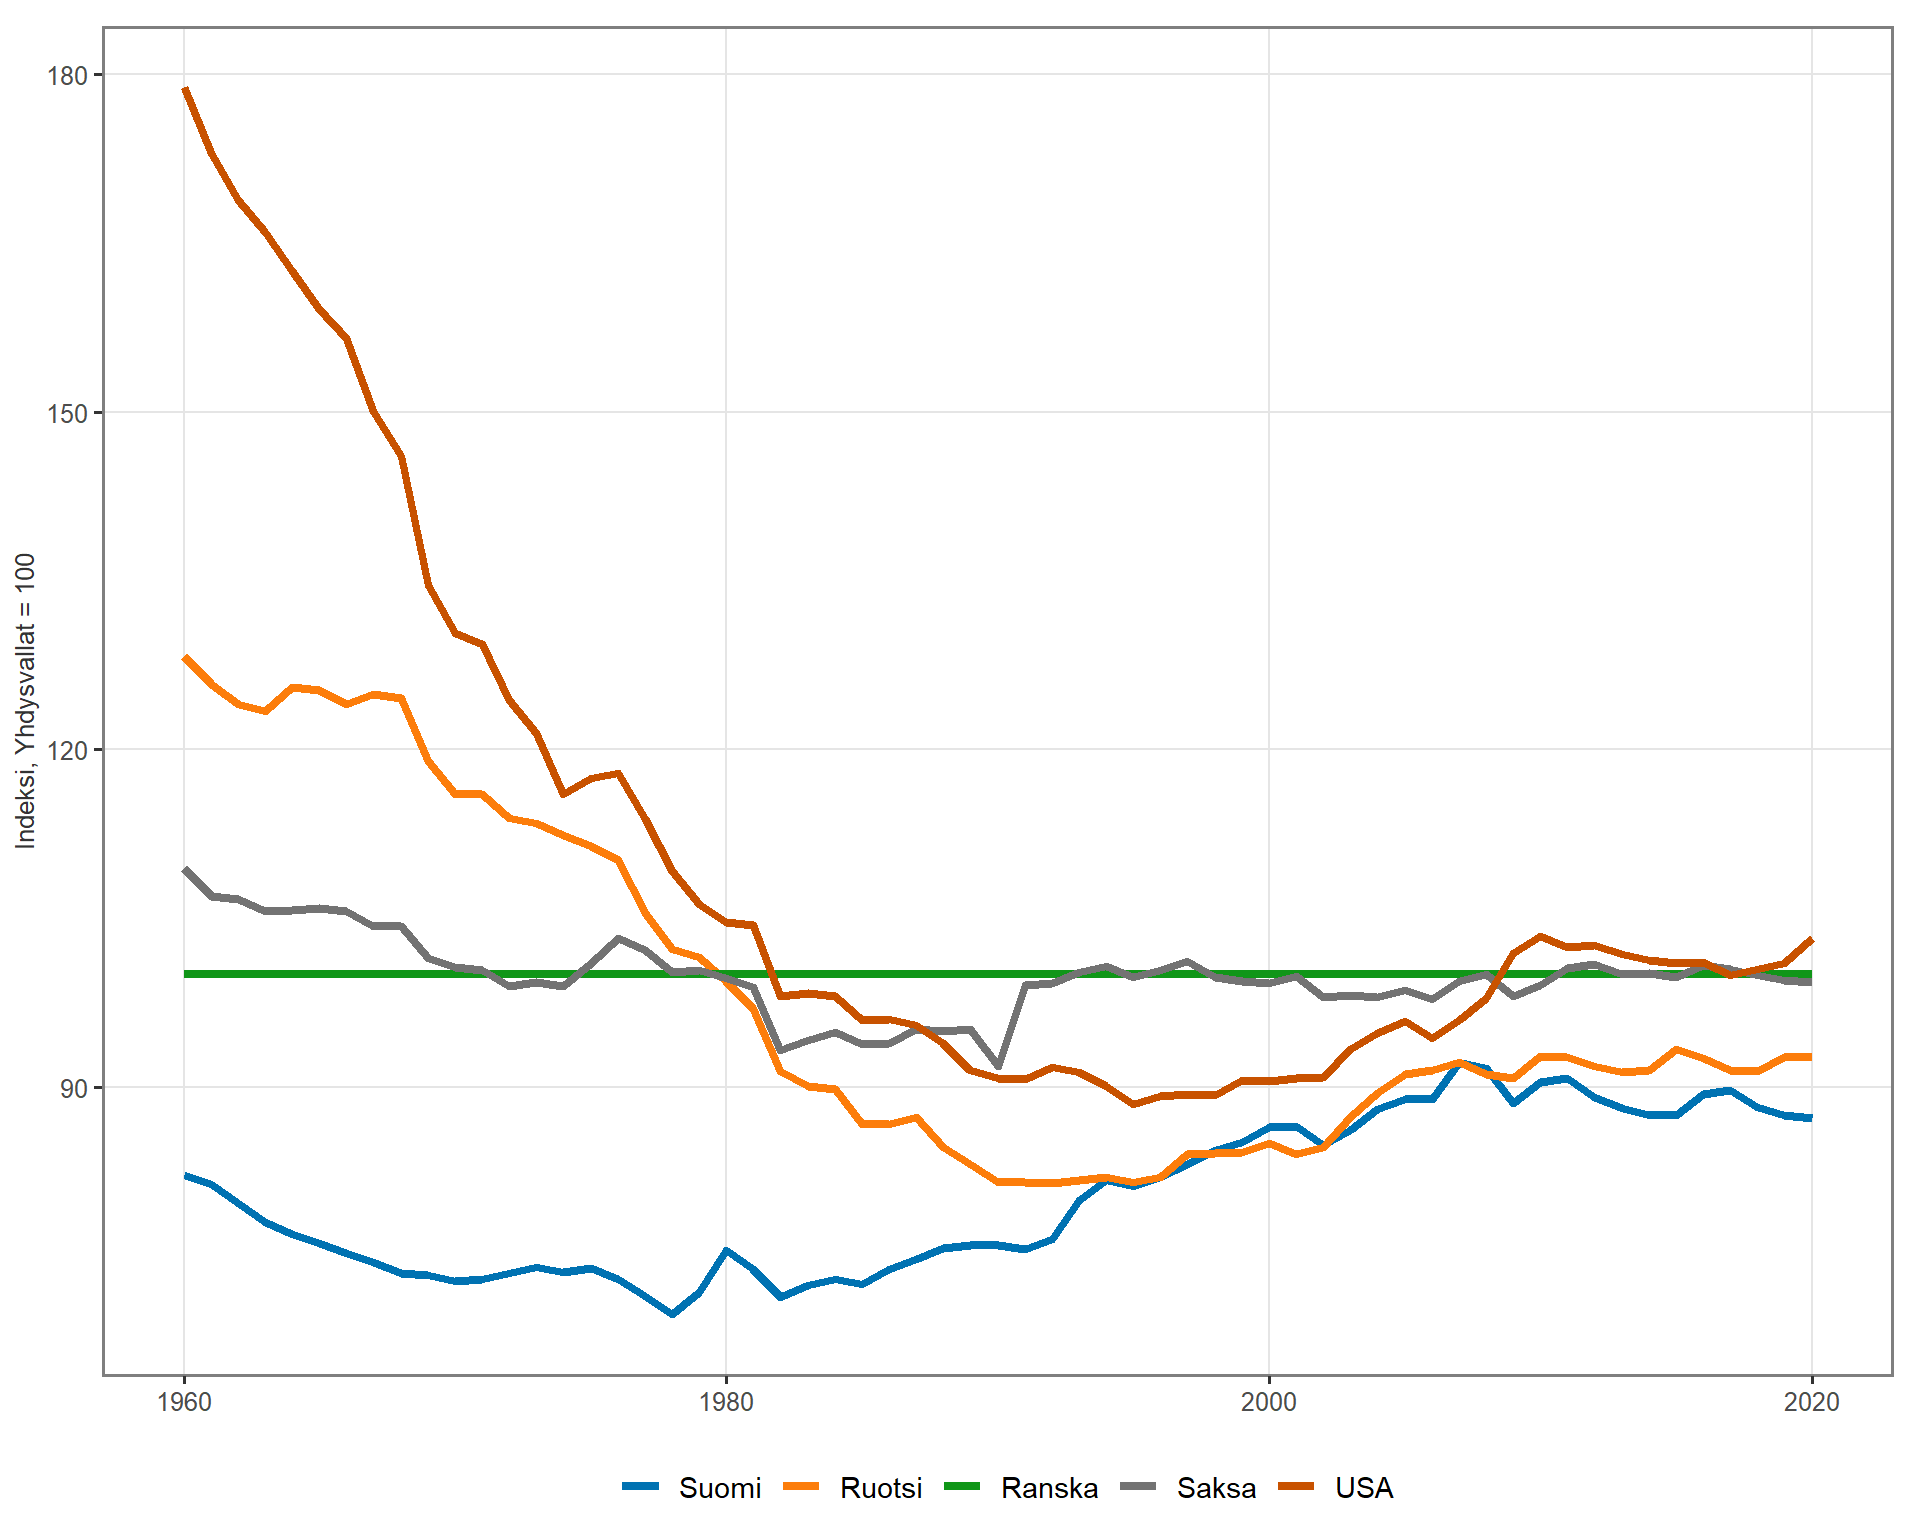 180
150
120
90
Indeksi, Yhdysvallat = 100
1960 1980 2000 2020
Suomi Ruotsi Ranska Saksa USA